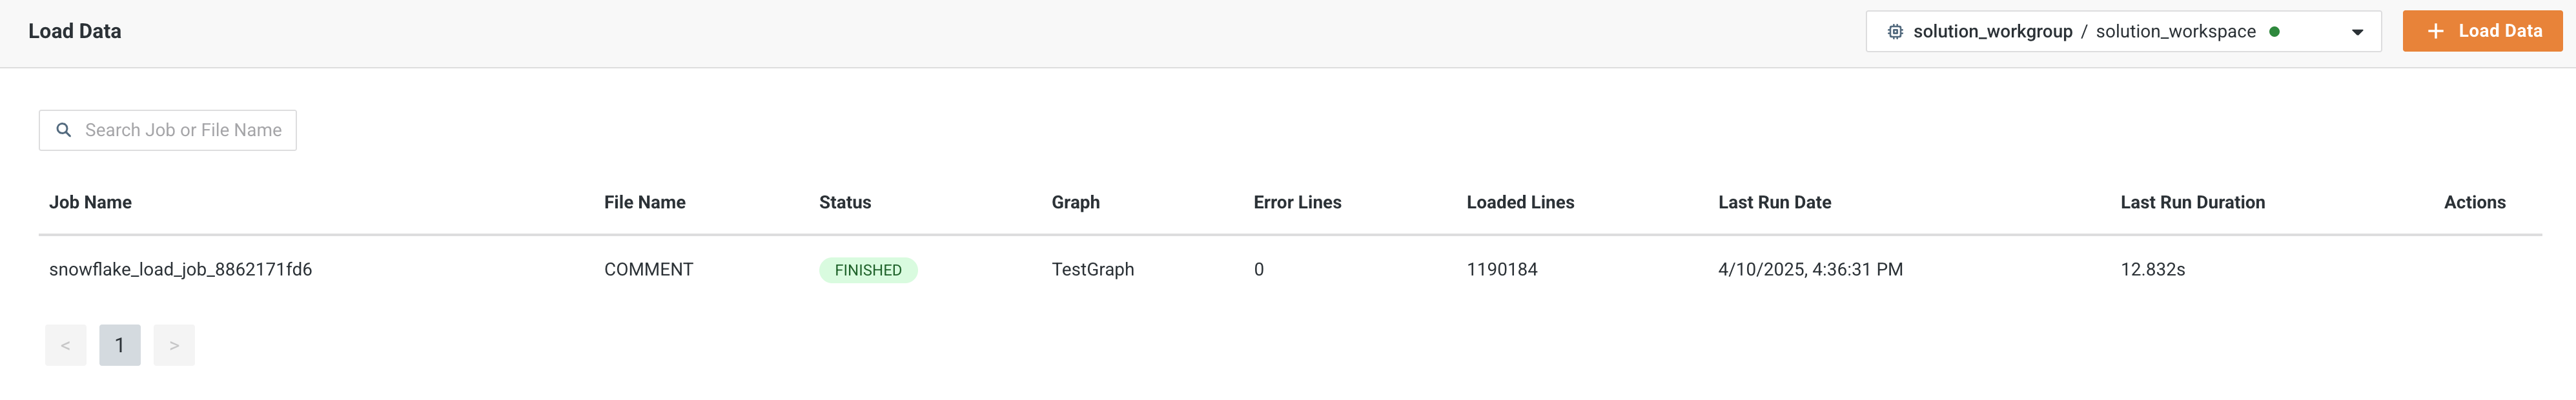 Load Data
solution_workgroup / solution_workspace
+ Load Data
Search Job or File Name
Job Name File Name Status Graph Error Lines Loaded Lines Last Run Date Last Run Duration Actions
snowflake_load_job_8862171fd6 COMMENT FINISHED TestGraph 0 1190184 4/10/2025, 4:36:31 PM 12.832s
< 1 >